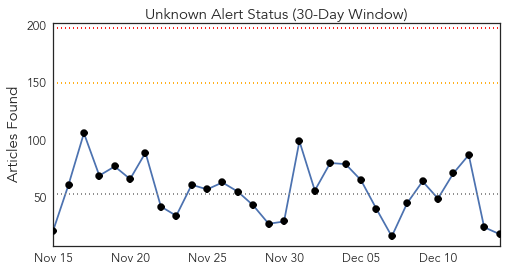 Unknown Alert Status (30-Day Window)
Articles Found
200
150
100
50
Nov 15 Nov 20 Nov 25 Nov 30 Dec 05 Dec 10